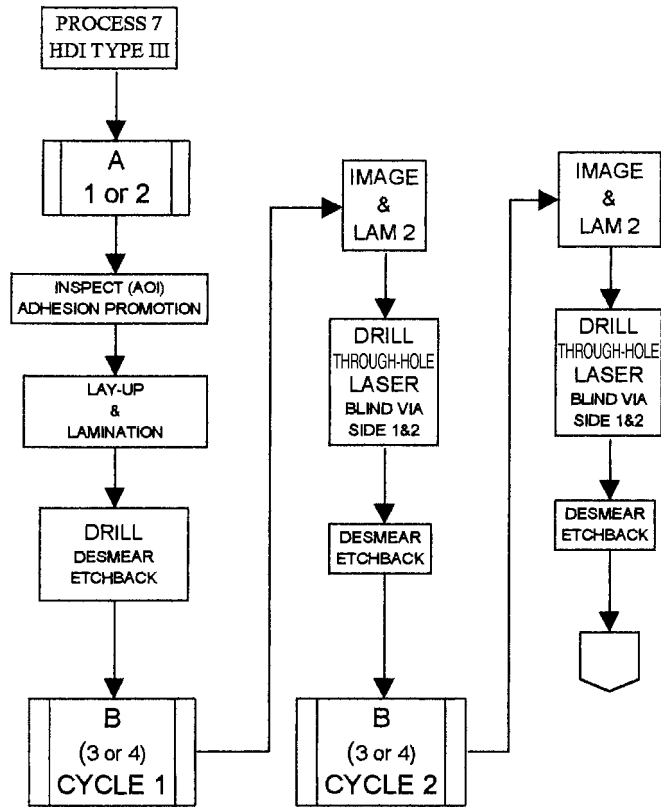 PROCESS 7
HDI TYPE III
A
1 or 2
INSPECT (AOI)
ADHESION PROMOTION
LAY-UP
&
LAMINATION
DRILL
DESMEAR
ETCHBACK
B
(3 or 4)
CYCLE 1
IMAGE
&
LAM 2
DRILL
THROUGH-HOLE
LASER
BLIND VIA
SIDE 1&2
DESMEAR
ETCHBACK
B
(3 or 4)
CYCLE 2
IMAGE
&
LAM 2
DRILL
THROUGH-HOLE
LASER
BLIND VIA
SIDE 1&2
DESMEAR
ETCHBACK